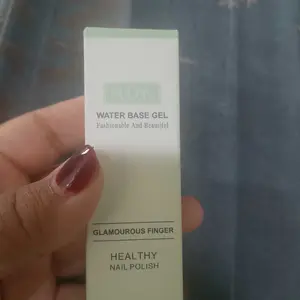 WATER BASE GEL
Fashionable And Beautiful
GLAMOUROUS FINGER
HEALTHY
NAIL POLISH